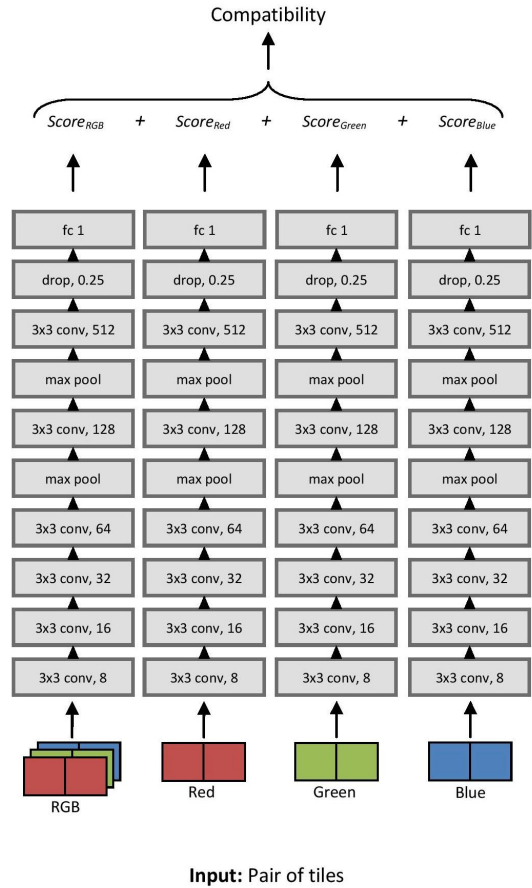 Compatibility
Score_RGB + Score_Red + Score_Green + Score_Blue
fc 1 fc 1 fc 1 fc 1
drop, 0.25 drop, 0.25 drop, 0.25 drop, 0.25
3x3 conv, 512 3x3 conv, 512 3x3 conv, 512 3x3 conv, 512
max pool max pool max pool max pool
3x3 conv, 128 3x3 conv, 128 3x3 conv, 128 3x3 conv, 128
max pool max pool max pool max pool
3x3 conv, 64 3x3 conv, 64 3x3 conv, 64 3x3 conv, 64
3x3 conv, 32 3x3 conv, 32 3x3 conv, 32 3x3 conv, 32
3x3 conv, 16 3x3 conv, 16 3x3 conv, 16 3x3 conv, 16
3x3 conv, 8 3x3 conv, 8 3x3 conv, 8 3x3 conv, 8
RGB Red Green Blue
Input: Pair of tiles